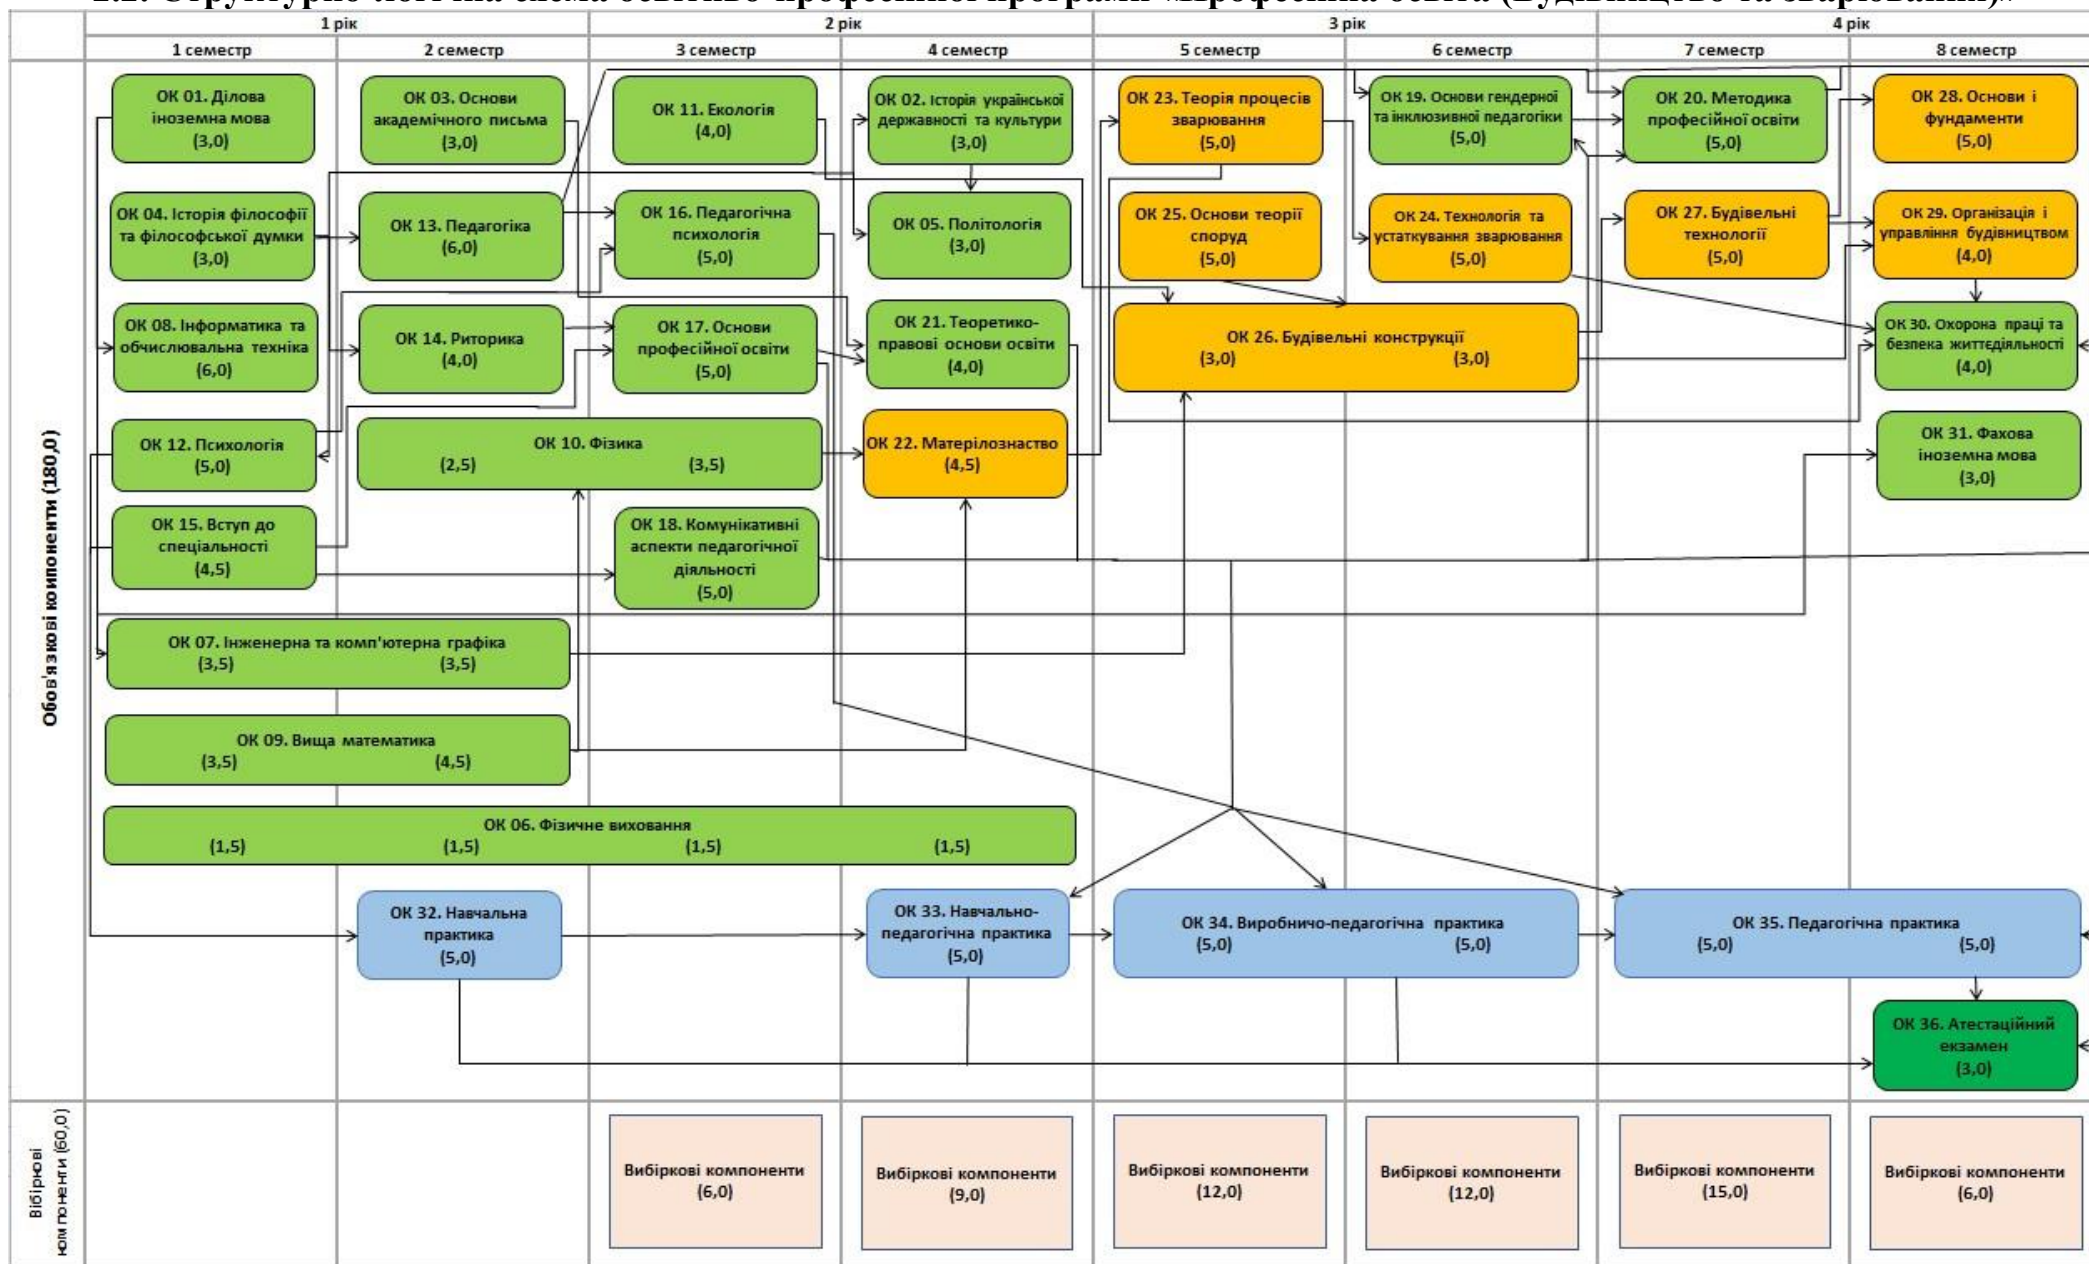 2.2. Структурно-логічна схема освітньо-професійної програми «Професійна освіта (Будівництво та зварювання)»
1 рік
2 рік
3 рік
4 рік
1 семестр
2 семестр
3 семестр
4 семестр
5 семестр
6 семестр
7 семестр
8 семестр
Обов'язкові компоненти (180,0)
ОК 01. Ділова
іноземна мова
(3,0)
ОК 03. Основи
академічного письма
(3,0)
ОК 11. Екологія
(4,0)
ОК 02. Історія української
державності та культури
(3,0)
ОК 23. Теорія процесів
зварювання
(5,0)
ОК 19. Основи гендерної
та інклюзивної педагогіки
(5,0)
ОК 20. Методика
професійної освіти
(5,0)
ОК 28. Основи і
фундаменти
(5,0)
ОК 04. Історія філософії
та філософської думки
(3,0)
ОК 13. Педагогіка
(6,0)
ОК 16. Педагогічна
психологія
(5,0)
ОК 05. Політологія
(3,0)
ОК 25. Основи теорії
споруд
(5,0)
ОК 24. Технологія та
устаткування зварювання
(5,0)
ОК 27. Будівельні
технології
(5,0)
ОК 29. Організація і
управління будівництвом
(4,0)
ОК 08. Інформатика та
обчислювальна техніка
(6,0)
ОК 14. Риторика
(4,0)
ОК 17. Основи
професійної освіти
(5,0)
ОК 21. Теоретико-
правові основи освіти
(4,0)
ОК 26. Будівельні конструкції
(3,0) (3,0)
ОК 30. Охорона праці та
безпека життєдіяльності
(4,0)
ОК 12. Психологія
(5,0)
ОК 10. Фізика
(2,5) (3,5)
ОК 22. Матерілознаство
(4,5)
ОК 31. Фахова
іноземна мова
(3,0)
ОК 15. Вступ до
спеціальності
(4,5)
ОК 18. Комунікативні
аспекти педагогічної
діяльності
(5,0)
ОК 07. Інженерна та комп'ютерна графіка
(3,5) (3,5)
ОК 09. Вища математика
(3,5) (4,5)
ОК 06. Фізичне виховання
(1,5) (1,5) (1,5) (1,5)
ОК 32. Навчальна
практика
(5,0)
ОК 33. Навчально-
педагогічна практика
(5,0)
ОК 34. Виробничо-педагогічна практика
(5,0) (5,0)
ОК 35. Педагогічна практика
(5,0) (5,0)
ОК 36. Атестаційний
екзамен
(3,0)
Вібірнові
компоненти (60,0)
Вибіркові компоненти
(6,0)
Вибіркові компоненти
(9,0)
Вибіркові компоненти
(12,0)
Вибіркові компоненти
(12,0)
Вибіркові компоненти
(15,0)
Вибіркові компоненти
(6,0)